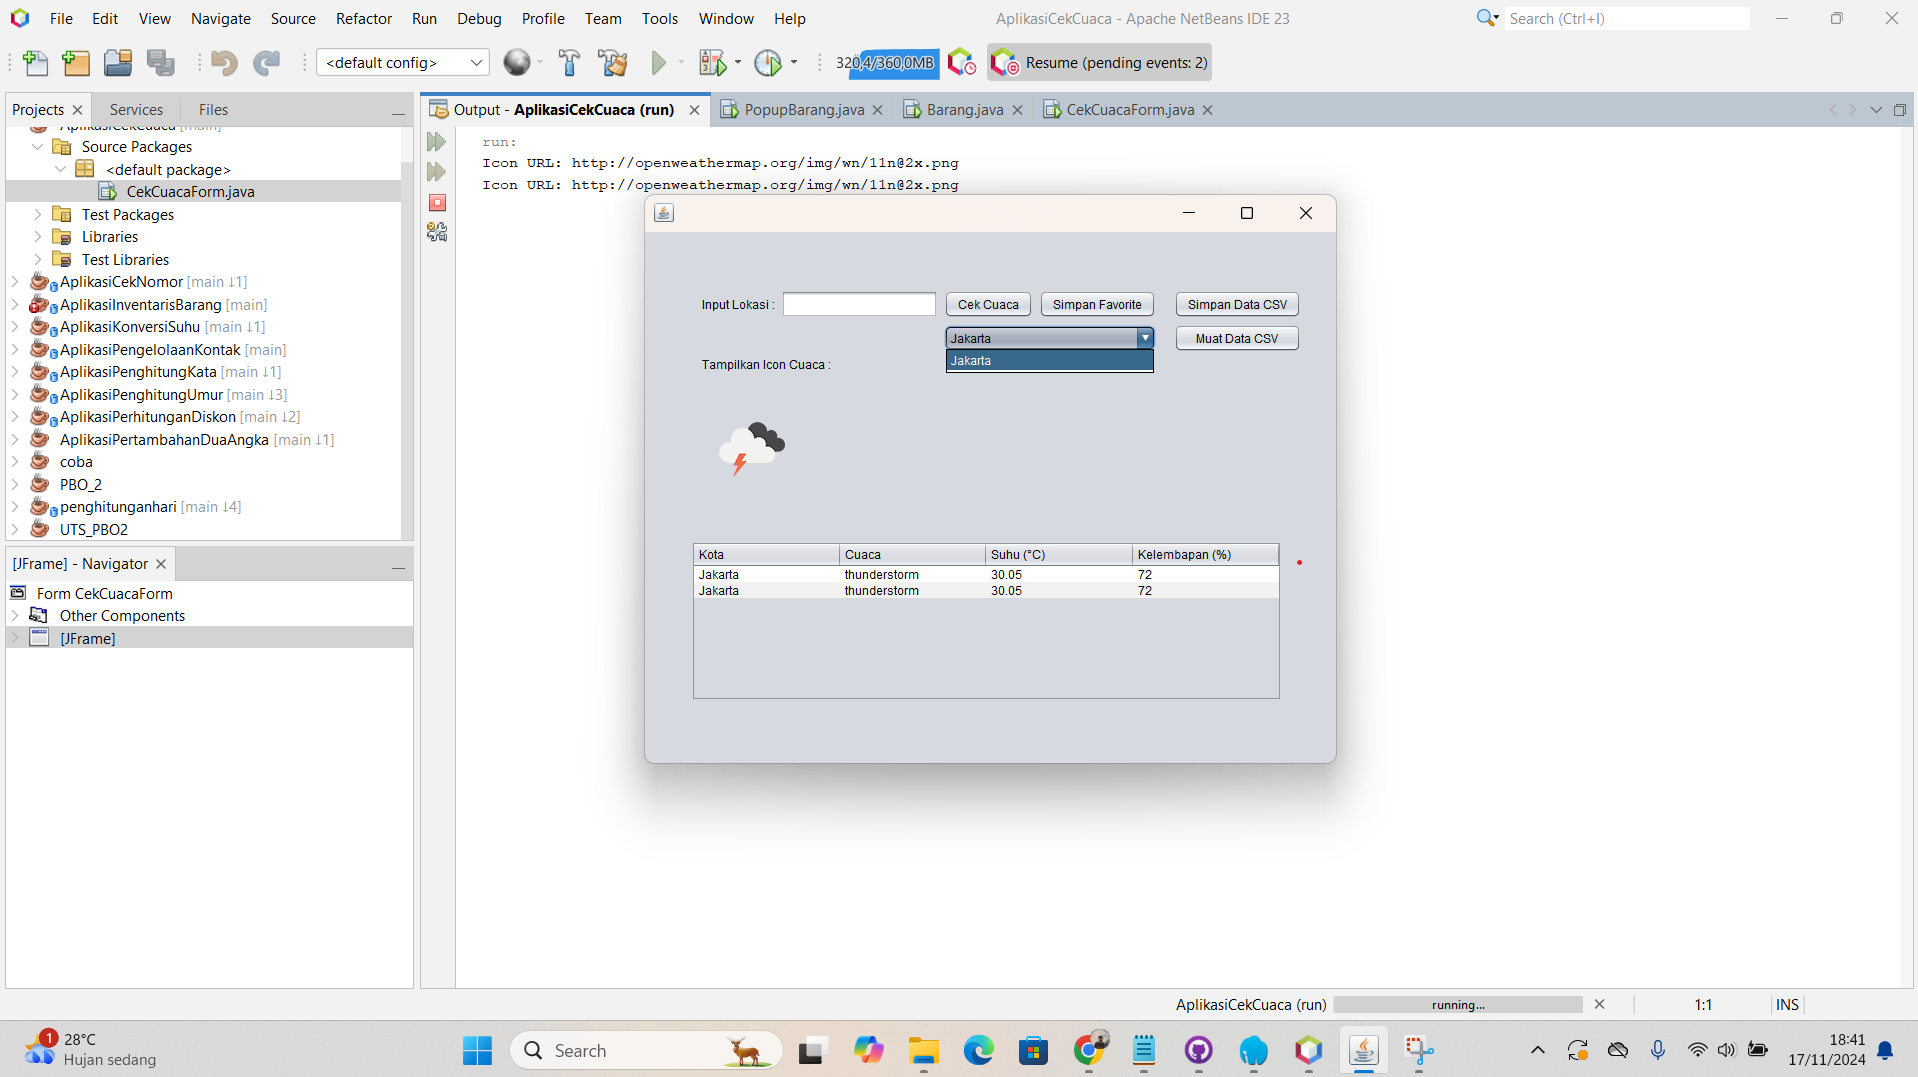 File Edit View Navigate Source Refactor Run Debug Profile Team Tools Window Help
AplikasiCekCuaca - Apache NetBeans IDE 23
Search (Ctrl+I)
<default config>
320,4/360,0MB
Resume (pending events: 2)
Projects Services Files
AplikasiCekCuaca [main]
Source Packages
<default package>
CekCuacaForm.java
Test Packages
Libraries
Test Libraries
AplikasiCekNomor [main ↓1]
AplikasiInventarisBarang [main]
AplikasiKonversiSuhu [main ↓1]
AplikasiPengelolaanKontak [main]
AplikasiPenghitungKata [main ↓1]
AplikasiPenghitungUmur [main ↓3]
AplikasiPerhitunganDiskon [main ↓2]
AplikasiPertambahanDuaAngka [main ↓1]
coba
PBO_2
penghitunganhari [main ↓4]
UTS_PBO2
[JFrame] - Navigator
Form CekCuacaForm
Other Components
[JFrame]
Output - AplikasiCekCuaca (run) PopupBarang.java Barang.java CekCuacaForm.java
run:
Icon URL: http://openweathermap.org/img/wn/11n@2x.png
Icon URL: http://openweathermap.org/img/wn/11n@2x.png
Input Lokasi : Cek Cuaca Simpan Favorite Simpan Data CSV
Jakarta Muat Data CSV
Jakarta
Tampilkan Icon Cuaca :
Kota Cuaca Suhu (°C) Kelembapan (%)
Jakarta thunderstorm 30.05 72
Jakarta thunderstorm 30.05 72
AplikasiCekCuaca (run) running... 1:1 INS
1 28°C
Hujan sedang
Search
18:41
17/11/2024